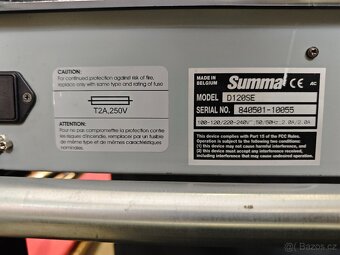 CAUTION:
For continued protection against risk of fire,
replace only with same type and rating of fuse
T2A,250V
ATTENTION:
Pour ne pas compromettre la protection
contre les risques d'incendie,
remplacer par un fusible
de même type et de mêmes caractéristiques
nominales.
MADE IN
BELGIUM
Summa
CE
AC
MODEL D120SE
SERIAL NO. 840501-10055
100-120/220-240V~,50/60Hz:2.0A/2.0A
This device complies with Part 15 of the FCC Rules.
Operation is subject to the following two conditions:
(1) This device may not cause harmful interference, and
(2) This device must accept any interference received,
including interference that may cause undesired operation.
Bazoš.cz